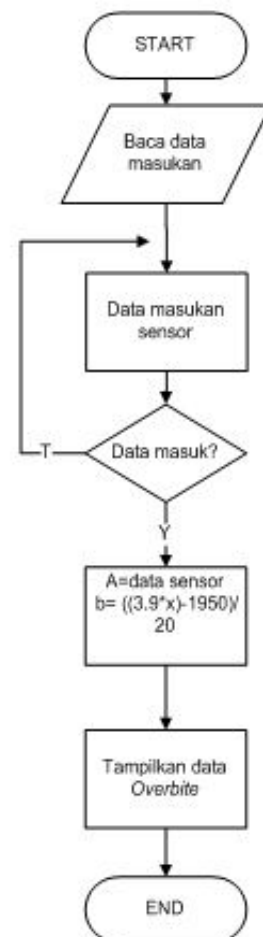 START
Baca data
masukan
Data masukan
sensor
Data masuk?
T
Y
A=data sensor
b= ((3.9*x)-1950)/
20
Tampilkan data
Overbite
END